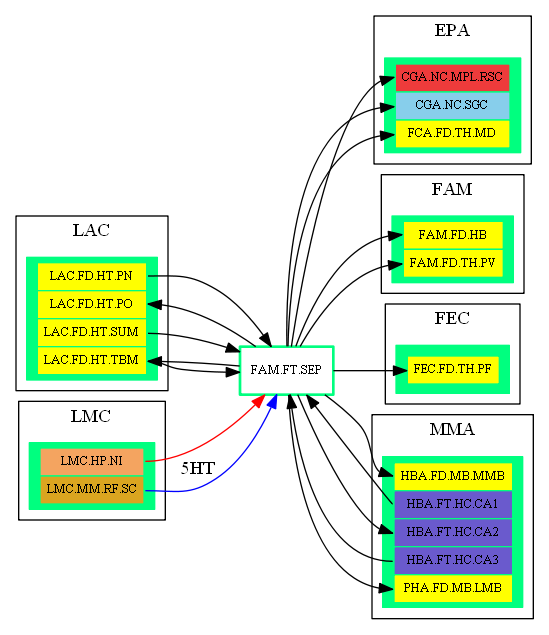 EPA
CGA.NC.MPL.RSC
CGA.NC.SGC
FCA.FD.TH.MD
FAM
FAM.FD.HB
FAM.FD.TH.PV
LAC
LAC.FD.HT.PN
LAC.FD.HT.PO
LAC.FD.HT.SUM
LAC.FD.HT.TBM
FAM.FT.SEP
FEC
FEC.FD.TH.PF
LMC
LMC.HP.NI
LMC.MM.RF.SC
5HT
MMA
HBA.FD.MB.MMB
HBA.FT.HC.CA1
HBA.FT.HC.CA2
HBA.FT.HC.CA3
PHA.FD.MB.LMB